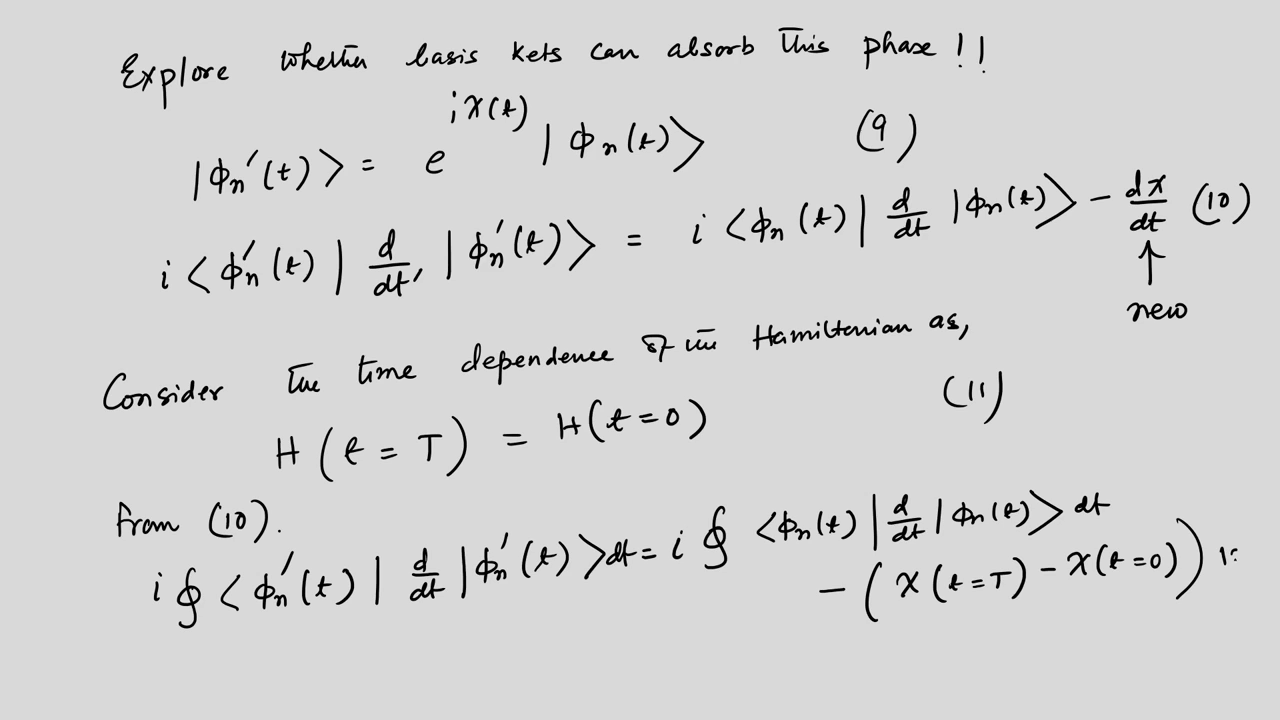 Explore whether basis kets can absorb this phase!!
|ϕn′(t)⟩ = e^{iχ(t)} |ϕn(t)⟩ (9)
i⟨ϕn′(t)| d/dt, |ϕn′(t)⟩ = i⟨ϕn(t)| d/dt |ϕn(t)⟩ − dχ/dt (10)
↑
new
Consider the time dependence of the Hamiltonian as,
H(t = T) = H(t = 0) (11)
from (10).
i∮⟨ϕn′(t)| d/dt |ϕn′(t)⟩dt = i∮⟨ϕn(t)| d/dt |ϕn(t)⟩ dt
− (χ(t = T) − χ(t = 0))